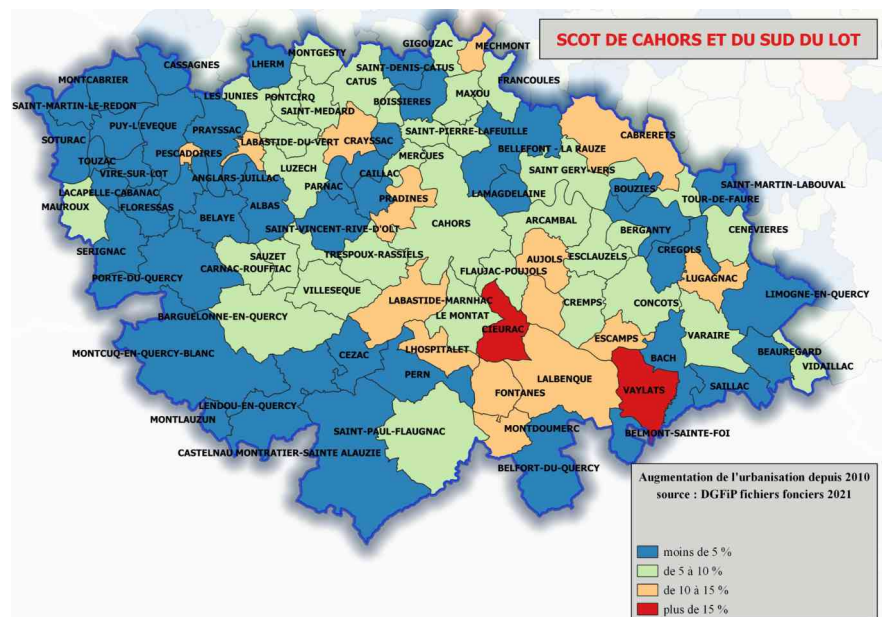 SCOT DE CAHORS ET DU SUD DU LOT
GIGOUZAC
MECHMONT
MONTGESTY
LHERM
SAINT-DENIS-CATUS
CASSAGNES
FRANCOULES
MONTCABRIER
CATUS
MAXOU
LES JUNIES
PONTCIRQ
BOISSIERES
SAINT-MARTIN-LE-REDON
SAINT-MEDARD
PUY-L'EVEQUE
PRAYSSAC
SAINT-PIERRE-LAFEUILLE
CABRERETS
SOTURAC
LABASTIDE-DU-VERT
CRAYSSAC
BELLEFONT - LA RAUZE
PESCADOIRES
MERCUES
TOUZAC
LUZECH
SAINT GERY-VERS
VIRE-SUR-LOT
ANGLARS-JUILLAC
CAILLAC
SAINT-MARTIN-LABOUVAL
LACAPELLE-CABANAC
PARNAC
LAMAGDELAINE
BOUZIES
MAUROUX
FLORESSAS
ALBAS
PRADINES
TOUR-DE-FAURE
BELAYE
ARCAMBAL
CAHORS
SAINT-VINCENT-RIVE-D'OLT
BERGANTY
CENEVIERES
SERIGNAC
SAUZET
TRESPOUX-RASSIELS
AUJOLS
ESCLAUZELS
CREGOLS
CARNAC-ROUFFIAC
FLAUJAC-POUJOLS
PORTE-DU-QUERCY
LUGAGNAC
VILLESEQUE
LABASTIDE-MARNHAC
CREMPS
CONCOTS
LIMOGNE-EN-QUERCY
BARGUELONNE-EN-QUERCY
LE MONTAT
CIEURAC
VARAIRE
ESCAMPS
LHOSPITALET
MONTCUQ-EN-QUERCY-BLANC
CEZAC
BACH
BEAUREGARD
VIDAILLAC
PERN
LALBENQUE
FONTANES
VAYLATS
SAILLAC
LENDOU-EN-QUERCY
MONTLAUZUN
SAINT-PAUL-FLAUGNAC
MONTDOUMERC
BELMONT-SAINTE-FOI
CASTELNAU MONTRATIER-SAINTE ALAUZIE
BELFORT-DU-QUERCY
Augmentation de l'urbanisation depuis 2010
source : DGFiP fichiers fonciers 2021
moins de 5 %
de 5 à 10 %
de 10 à 15 %
plus de 15 %